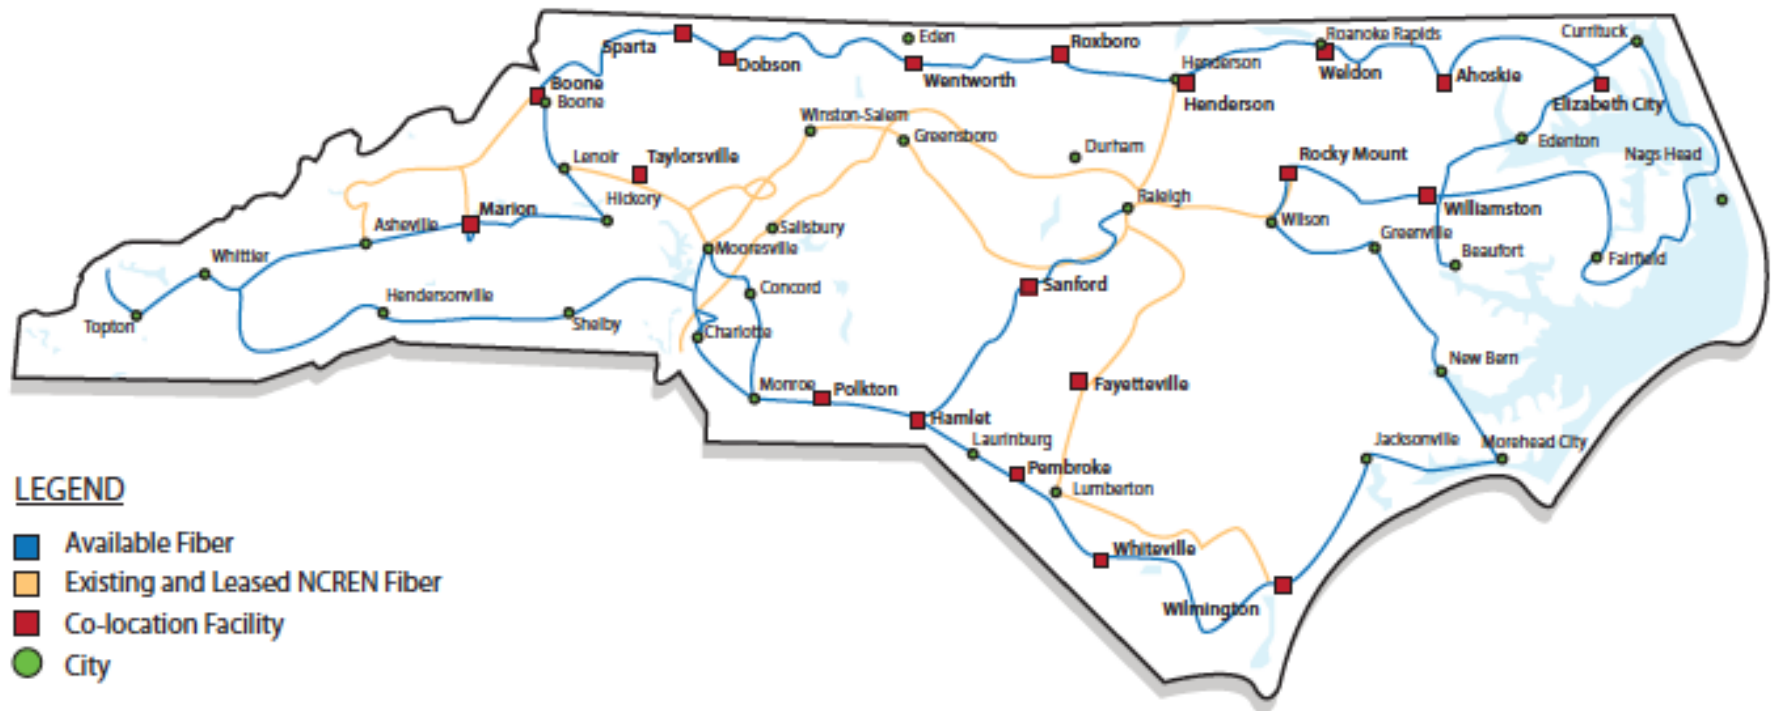 Currituck
Eden
Roanoke Rapids
Sparta
Roxboro
Dobson
Henderson
Weldon
Ahoskie
Wentworth
Boone
Boone
Henderson
Elizabeth City
Winston-Salem
Greensboro
Durham
Edenton
Lenoir
Taylorsville
Rocky Mount
Nags Head
Hickory
Raleigh
Marion
Asheville
Salisbury
Wilson
Williamston
Greenville
Mooresville
Beaufort
Whittler
Fairfield
Hendersonville
Concord
Sanford
Topton
Shelby
Charlotte
New Bern
Monroe
Polkton
Fayetteville
Hamlet
Laurinburg
Jacksonville
Morehead City
Pembroke
Lumberton
Whiteville
Wilmington
LEGEND
Available Fiber
Existing and Leased NCREN Fiber
Co-location Facility
City